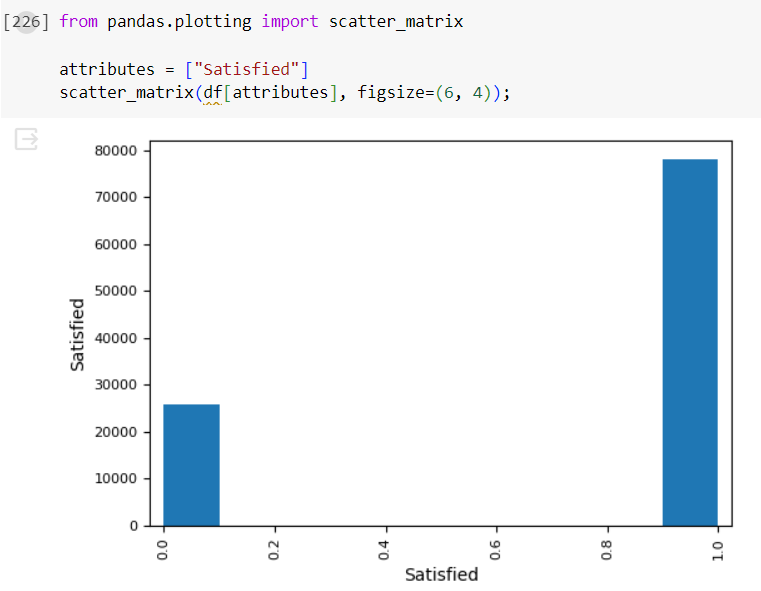 [226] from pandas.plotting import scatter_matrix
attributes = ["Satisfied"]
scatter_matrix(df[attributes], figsize=(6, 4));
80000
70000
60000
50000
40000
30000
20000
10000
0
Satisfied
0.0 0.2 0.4 0.6 0.8 1.0
Satisfied